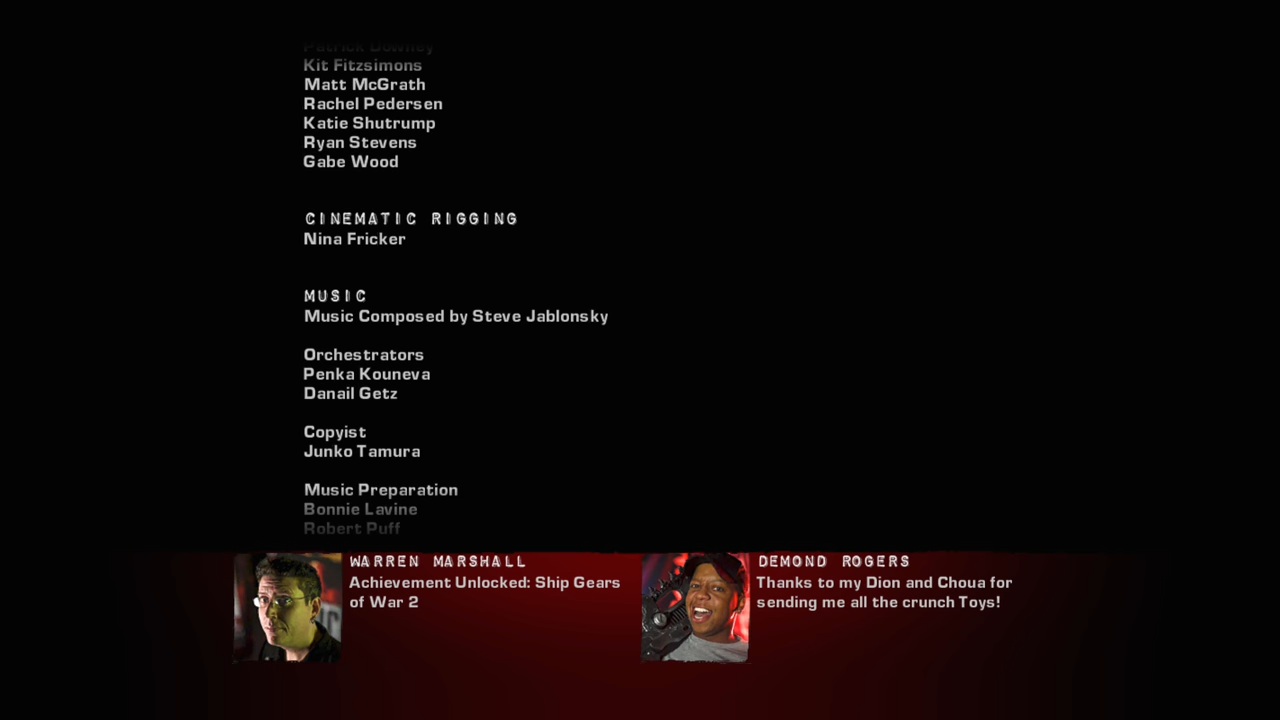 Patrick Downey
Kit Fitzsimons
Matt McGrath
Rachel Pedersen
Katie Shutrump
Ryan Stevens
Gabe Wood
CINEMATIC RIGGING
Nina Fricker
MUSIC
Music Composed by Steve Jablonsky
Orchestrators
Penka Kouneva
Danail Getz
Copyist
Junko Tamura
Music Preparation
Bonnie Lavine
Robert Puff
WARREN MARSHALL
Achievement Unlocked: Ship Gears
of War 2
DEMOND ROGERS
Thanks to my Dion and Choua for
sending me all the crunch Toys!